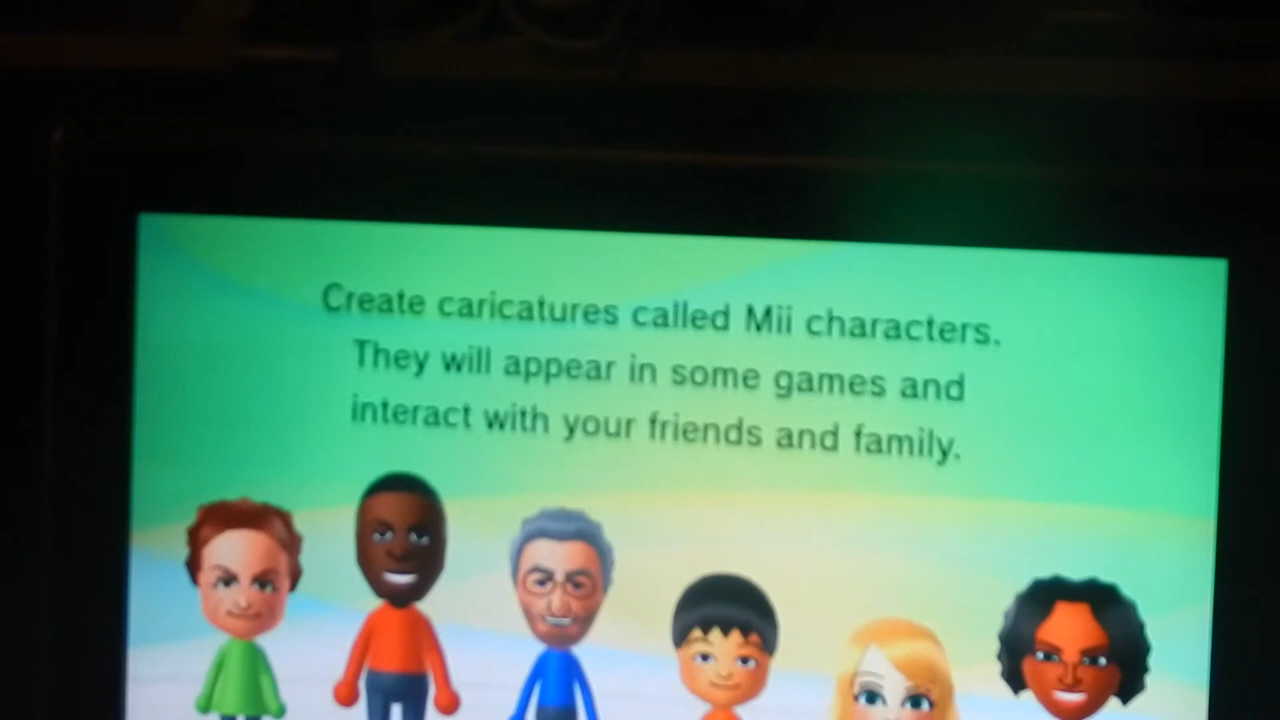 Create caricatures called Mii characters.
They will appear in some games and
interact with your friends and family.